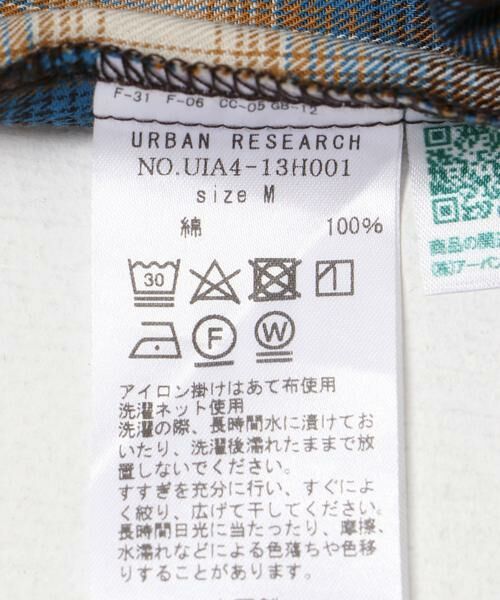 F-31 F-06 CC-05 GB-12
URBAN RESEARCH
NO.UIA4-13H001
size M
綿 100%
30
F W
アイロン掛けはあて布使用
洗濯ネット使用
洗濯の際、長時間水に漬けてお
いたり、洗濯後濡れたままで放
置しないでください。
すすぎを充分に行い、すぐによ
く絞り、広げて干してください。
長時間日光に当たったり、摩擦、
水濡れなどによる色落ちや色移
りすることがあります。
商品の関
(株)アーバン